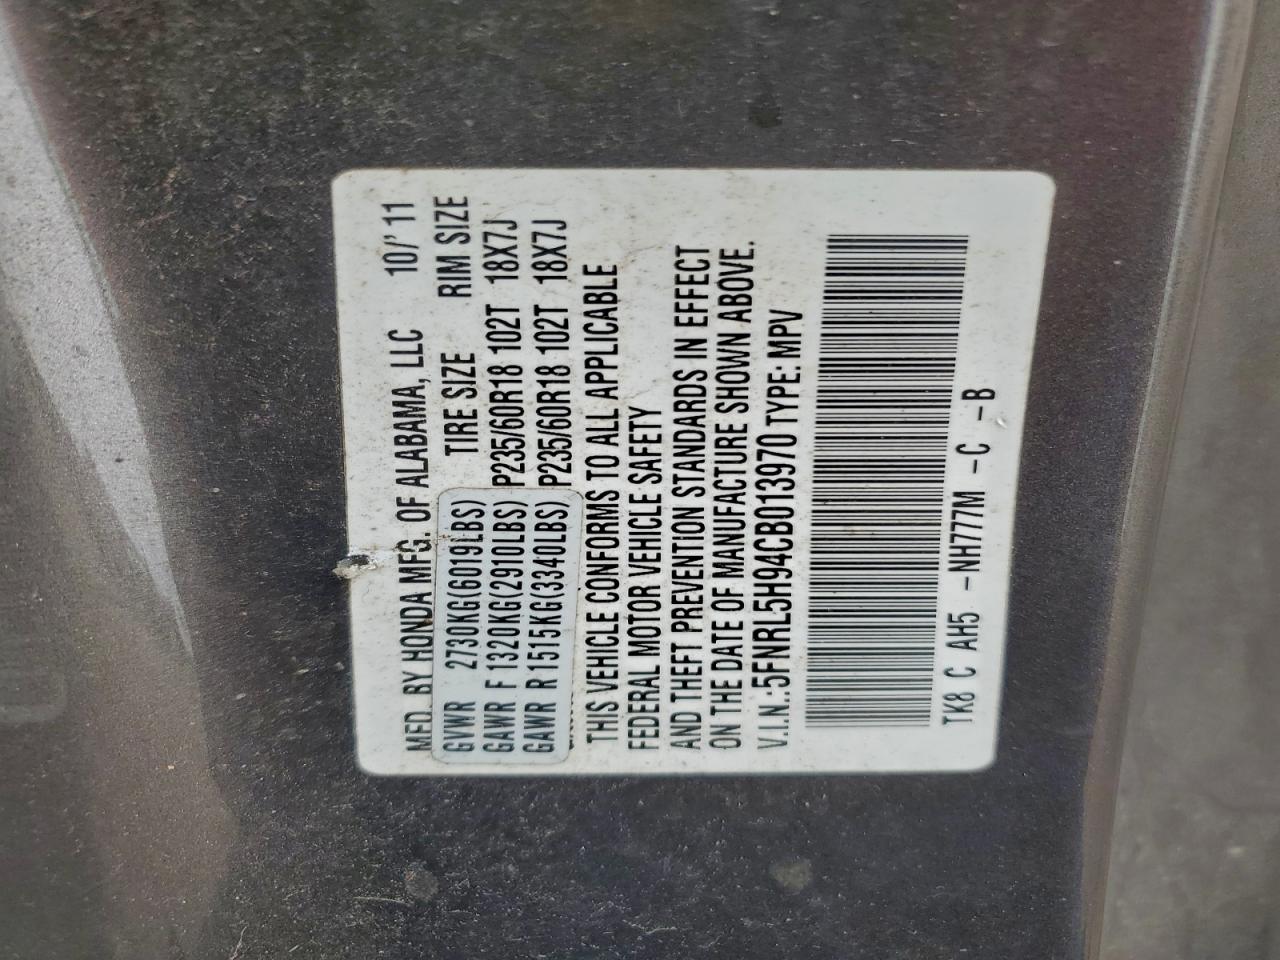 MFD. BY HONDA MFG. OF ALABAMA, LLC 10/'11
TIRE SIZE RIM SIZE
GVWR 2730KG(6019LBS)
GAWR F 1320KG(2910LBS) P235/60R18 102T 18X7J
GAWR R 1515KG(3340LBS) P235/60R18 102T 18X7J
THIS VEHICLE CONFORMS TO ALL APPLICABLE
FEDERAL MOTOR VEHICLE SAFETY
AND THEFT PREVENTION STANDARDS IN EFFECT
ON THE DATE OF MANUFACTURE SHOWN ABOVE.
V.I.N.:5FNRL5H94CB013970 TYPE: MPV
TK8 C AH5 -NH777M -C -B